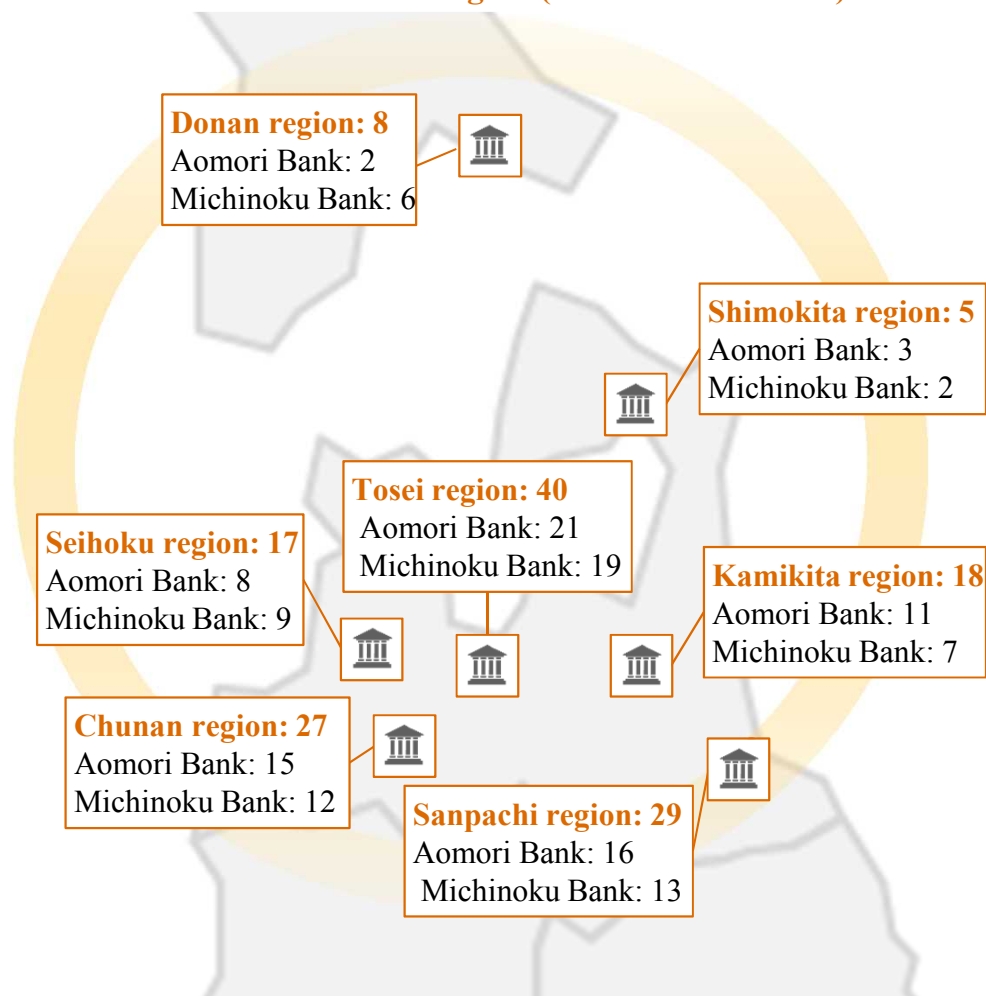 Donan region: 8
Aomori Bank: 2
Michinoku Bank: 6
Shimokita region: 5
Aomori Bank: 3
Michinoku Bank: 2
Tosei region: 40
Aomori Bank: 21
Michinoku Bank: 19
Seihoku region: 17
Aomori Bank: 8
Michinoku Bank: 9
Kamikita region: 18
Aomori Bank: 11
Michinoku Bank: 7
Chunan region: 27
Aomori Bank: 15
Michinoku Bank: 12
Sanpachi region: 29
Aomori Bank: 16
Michinoku Bank: 13